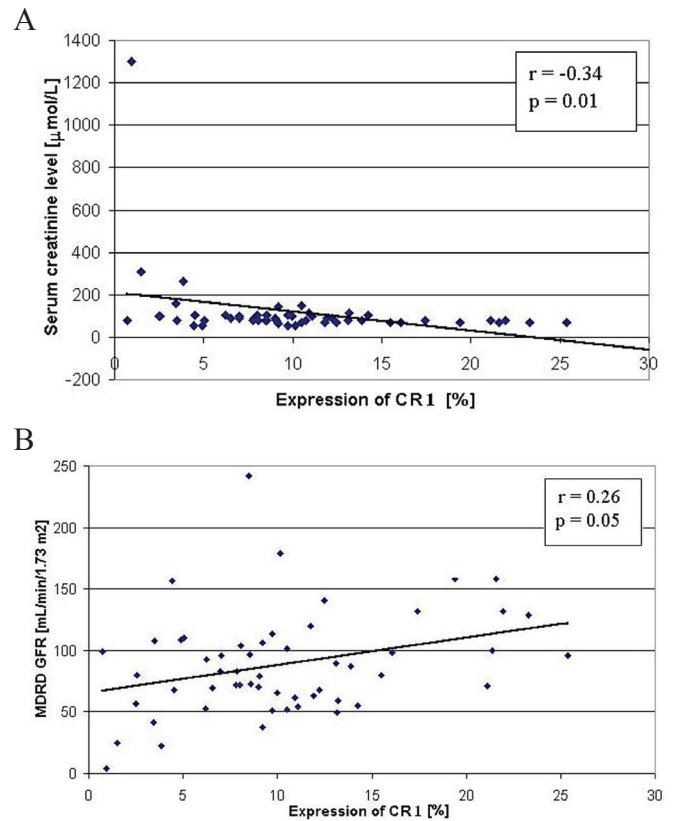 A
Serum creatinine level [μmol/L]
1400
1200
1000
800
600
400
200
0
-200
r = -0.34
p = 0.01
0 5 10 15 20 25 30
Expression of CR1 [%]
B
MDRD GFR [mL/min/1.73 m2]
250
200
150
100
50
0
r = 0.26
p = 0.05
0 5 10 15 20 25 30
Expression of CR1 [%]